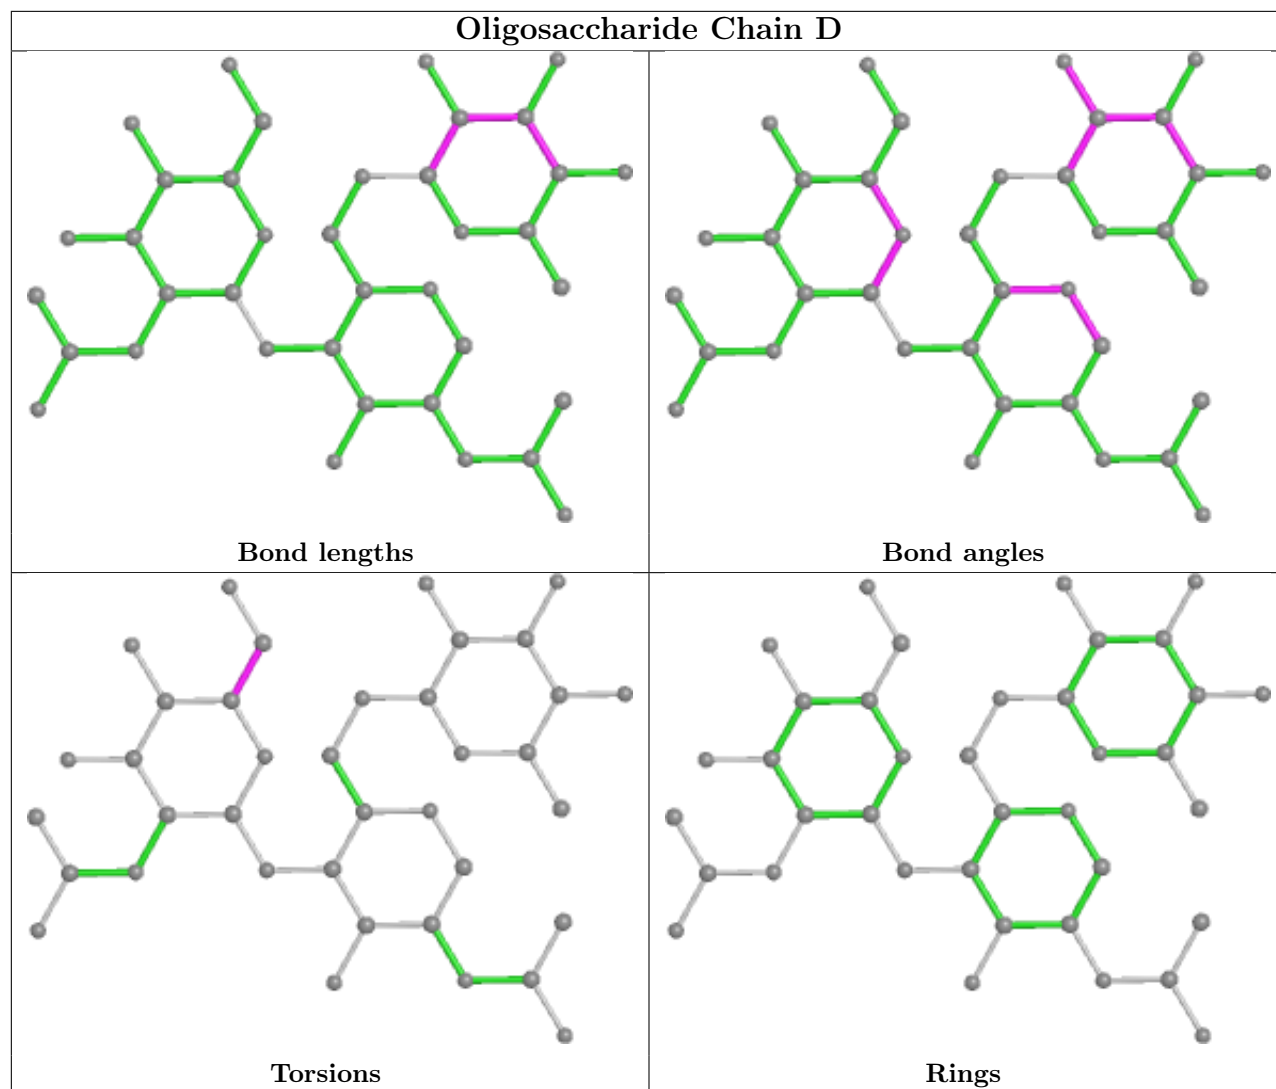 Oligosaccharide Chain D
Bond lengths
Bond angles
Torsions
Rings